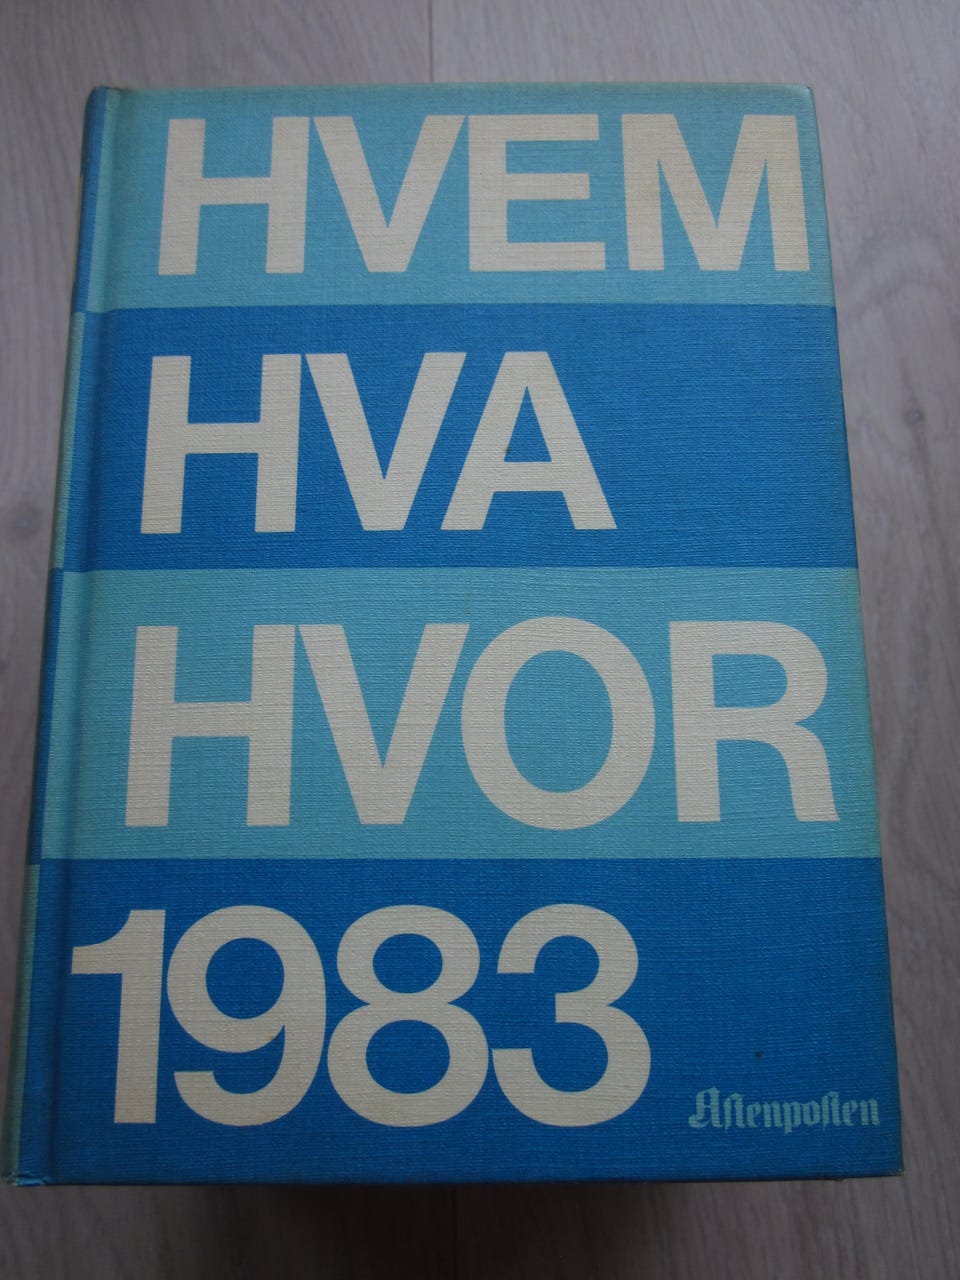 HVEM
HVA
HVOR
1983
Aftenposten